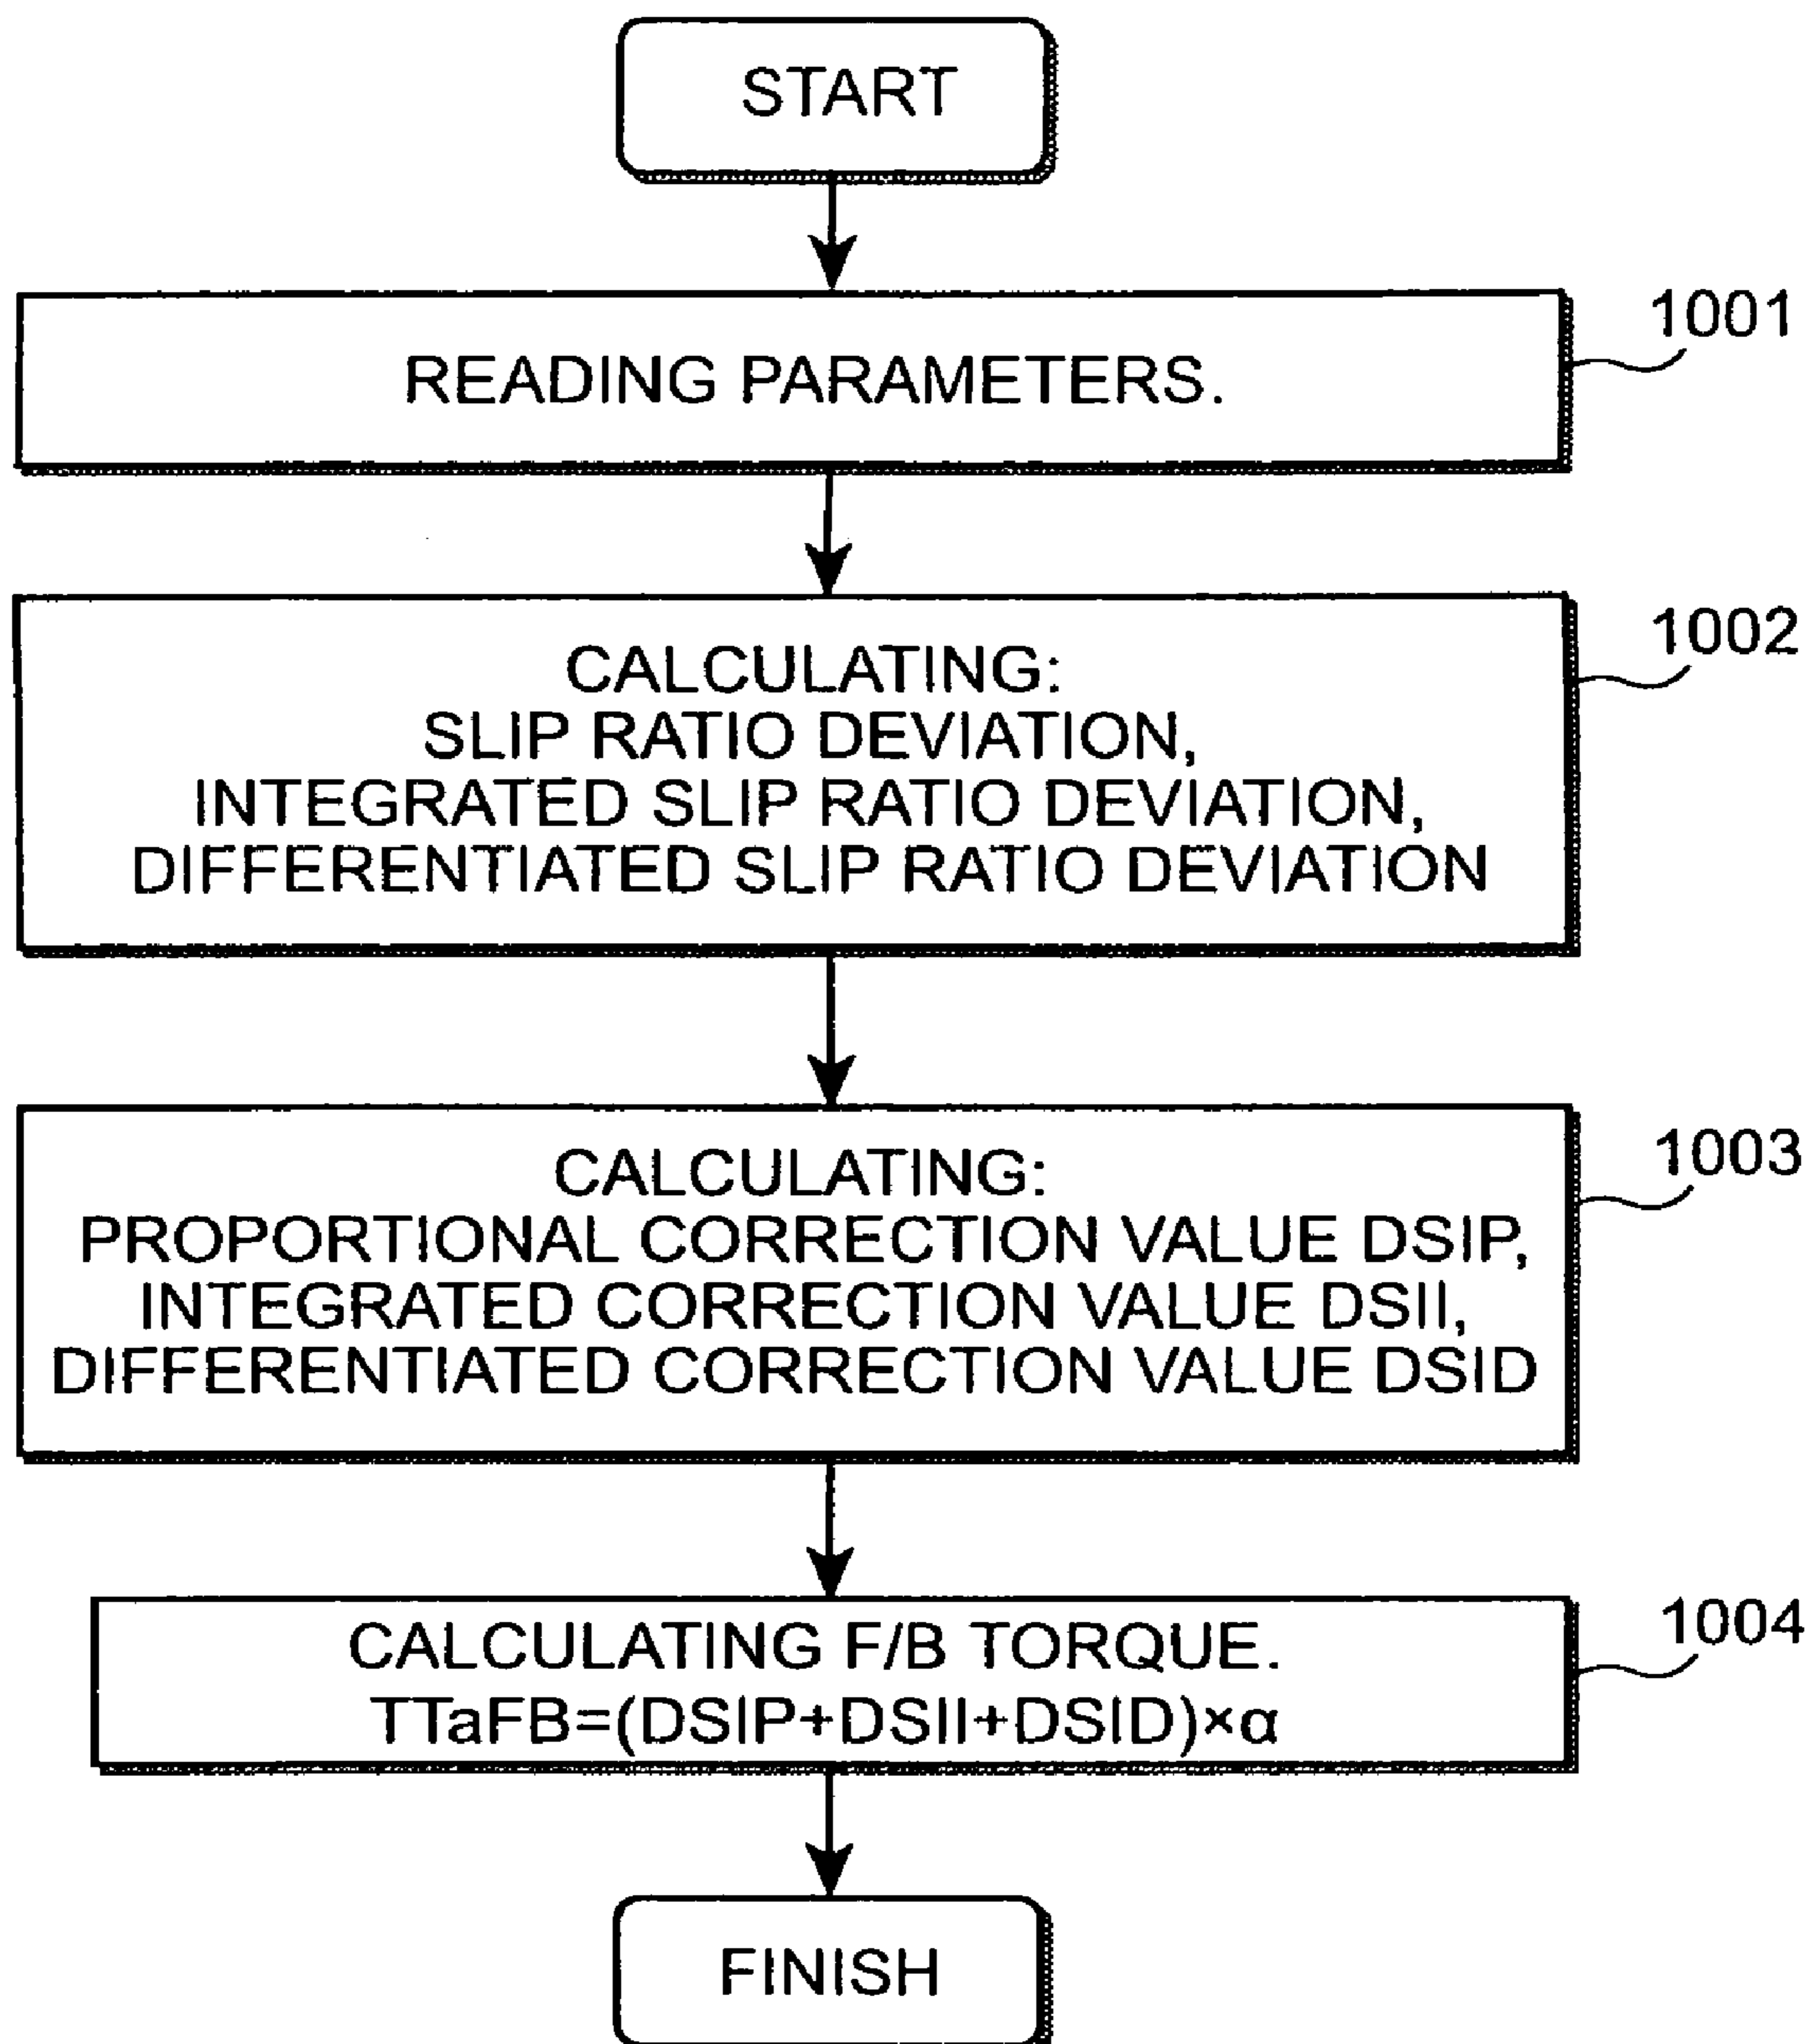 START
1001
READING PARAMETERS.
1002
CALCULATING:
SLIP RATIO DEVIATION,
INTEGRATED SLIP RATIO DEVIATION,
DIFFERENTIATED SLIP RATIO DEVIATION
1003
CALCULATING:
PROPORTIONAL CORRECTION VALUE DSIP,
INTEGRATED CORRECTION VALUE DSII,
DIFFERENTIATED CORRECTION VALUE DSID
1004
CALCULATING F/B TORQUE.
TTaFB=(DSIP+DSII+DSID)×α
FINISH